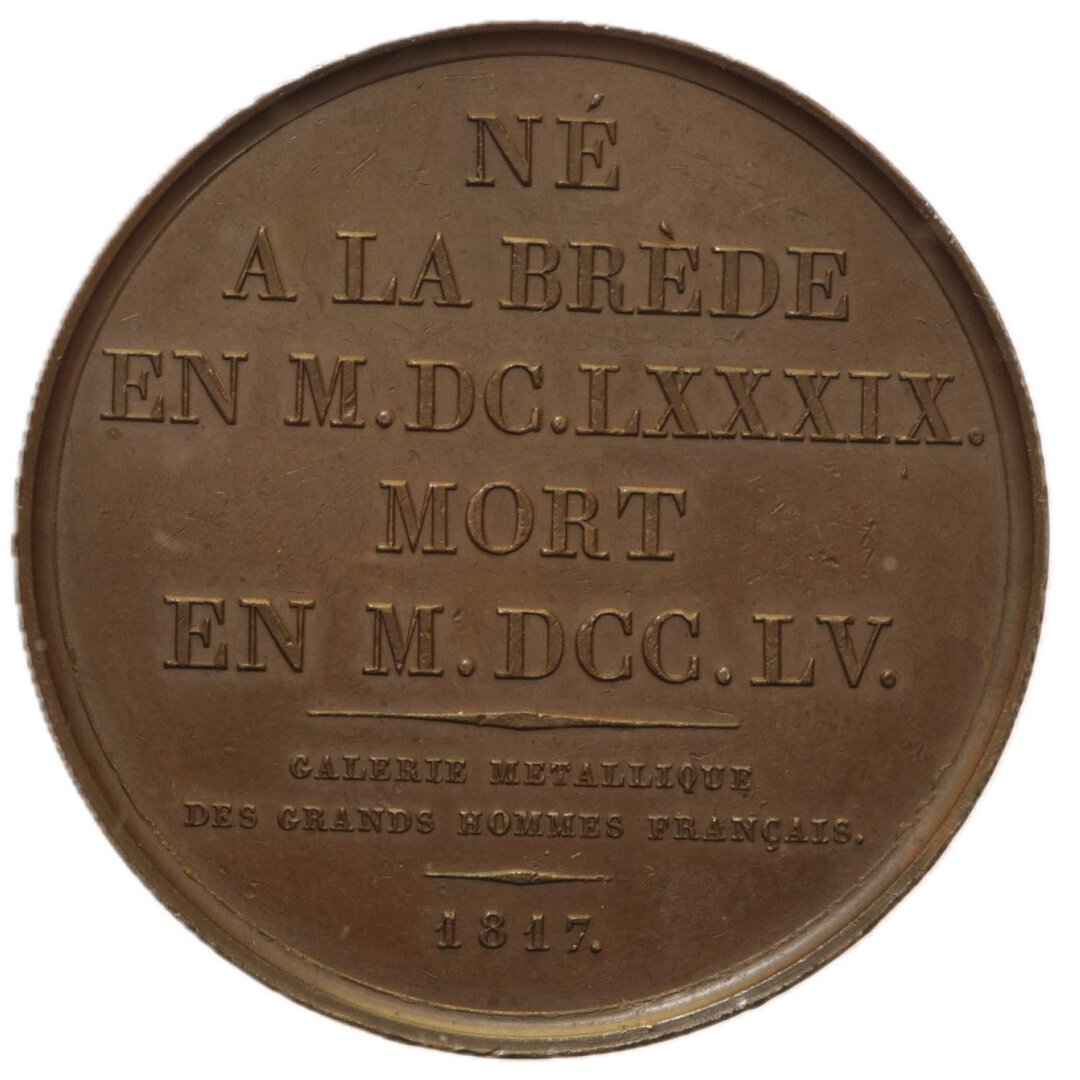 NÉ
A LA BRÈDE
EN M.DC.LXXXIX.
MORT
EN M.DCC.LV.
GALERIE METALLIQUE
DES GRANDS HOMMES FRANÇAIS.
1817.